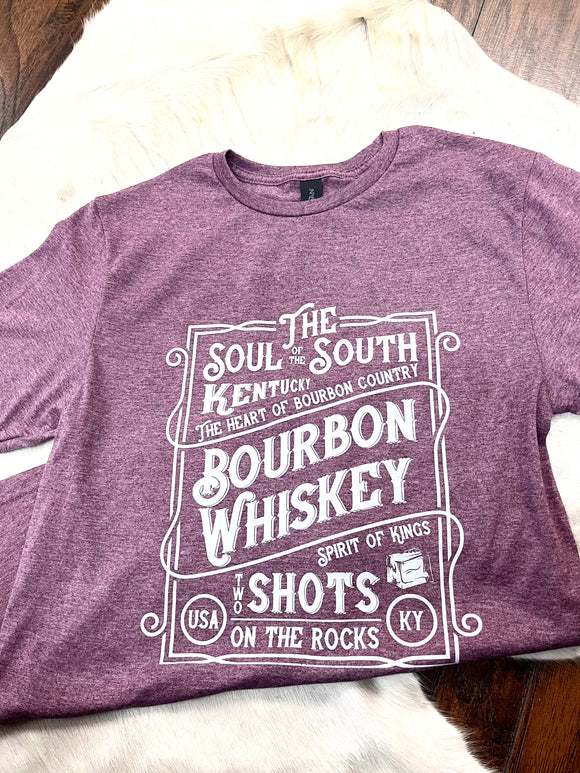 THE
SOUL OF THE SOUTH
KENTUCKY
THE HEART OF BOURBON COUNTRY
BOURBON
WHISKEY
SPIRIT OF KINGS
TWO SHOTS
USA ON THE ROCKS KY